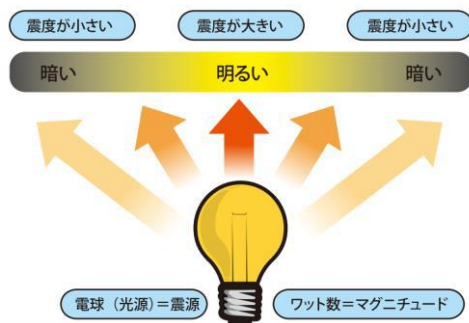 震度が小さい
震度が大きい
震度が小さい
暗い
明るい
暗い
電球（光源）＝震源
ワット数＝マグニチュード